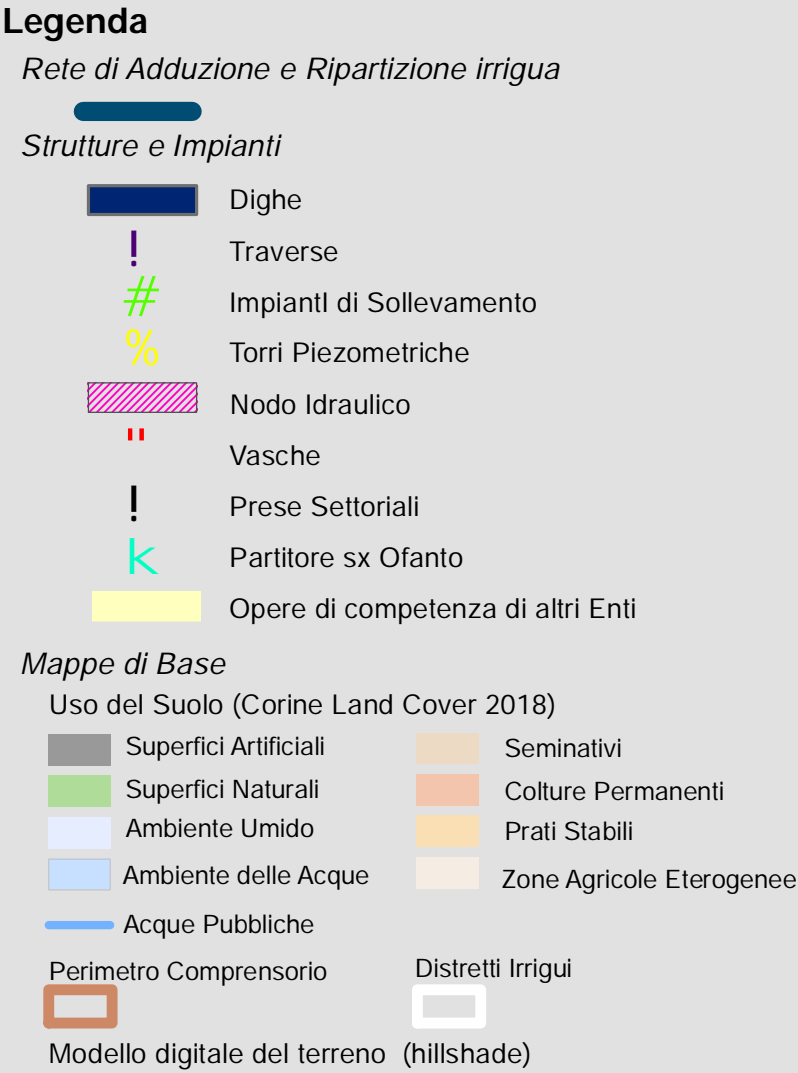 Legenda
Rete di Adduzione e Ripartizione irrigua
Strutture e Impianti
Dighe
! Traverse
# ImpiantI di Sollevamento
% Torri Piezometriche
Nodo Idraulico
" Vasche
! Prese Settoriali
k Partitore sx Ofanto
Opere di competenza di altri Enti
Mappe di Base
Uso del Suolo (Corine Land Cover 2018)
Superfici Artificiali
Superfici Naturali
Ambiente Umido
Ambiente delle Acque
Acque Pubbliche
Seminativi
Colture Permanenti
Prati Stabili
Zone Agricole Eterogenee
Perimetro Comprensorio
Distretti Irrigui
Modello digitale del terreno (hillshade)